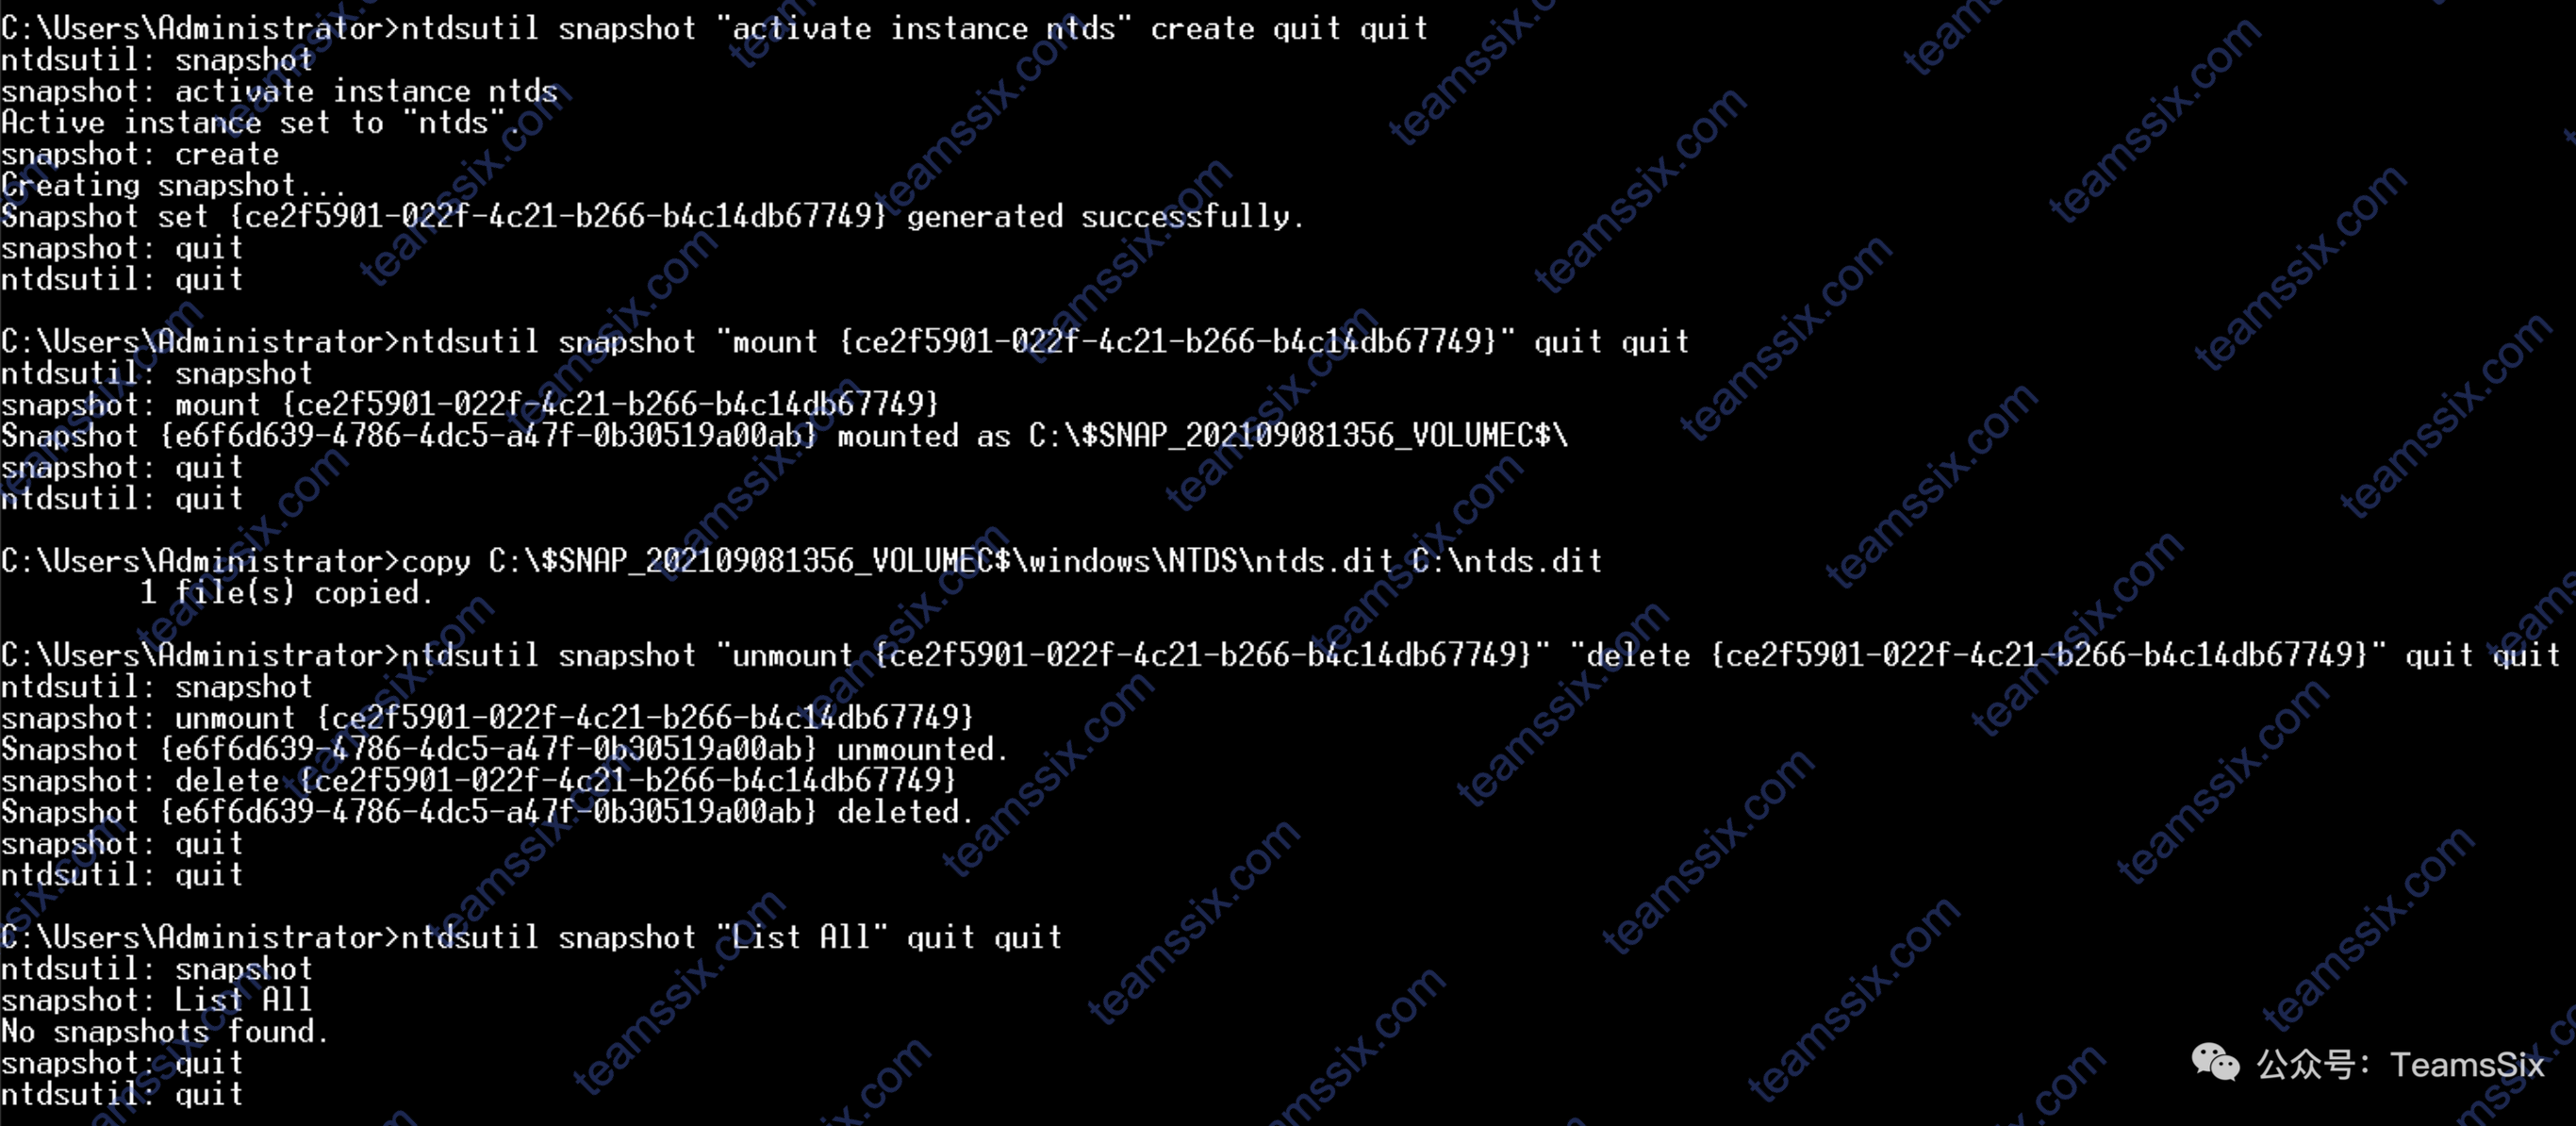 C:\Users\Administrator>ntdsutil snapshot "activate instance ntds" create quit quit
ntdsutil: snapshot
snapshot: activate instance ntds
Active instance set to "ntds".
snapshot: create
Creating snapshot...
Snapshot set {ce2f5901-022f-4c21-b266-b4c14db67749} generated successfully.
snapshot: quit
ntdsutil: quit
C:\Users\Administrator>ntdsutil snapshot "mount {ce2f5901-022f-4c21-b266-b4c14db67749}" quit quit
ntdsutil: snapshot
snapshot: mount {ce2f5901-022f-4c21-b266-b4c14db67749}
Snapshot {e6f6d639-4786-4dc5-a47f-0b30519a00ab} mounted as C:\$SNAP_202109081356_VOLUMEC$\
snapshot: quit
ntdsutil: quit
C:\Users\Administrator>copy C:\$SNAP_202109081356_VOLUMEC$\windows\NTDS\ntds.dit C:\ntds.dit
1 file(s) copied.
C:\Users\Administrator>ntdsutil snapshot "unmount {ce2f5901-022f-4c21-b266-b4c14db67749}" "delete {ce2f5901-022f-4c21-b266-b4c14db67749}" quit quit
ntdsutil: snapshot
snapshot: unmount {ce2f5901-022f-4c21-b266-b4c14db67749}
Snapshot {e6f6d639-4786-4dc5-a47f-0b30519a00ab} unmounted.
snapshot: delete {ce2f5901-022f-4c21-b266-b4c14db67749}
Snapshot {e6f6d639-4786-4dc5-a47f-0b30519a00ab} deleted.
snapshot: quit
ntdsutil: quit
C:\Users\Administrator>ntdsutil snapshot "List All" quit quit
ntdsutil: snapshot
snapshot: List All
No snapshots found.
snapshot: quit
ntdsutil: quit
公众号：TeamsSix
teamssix.com